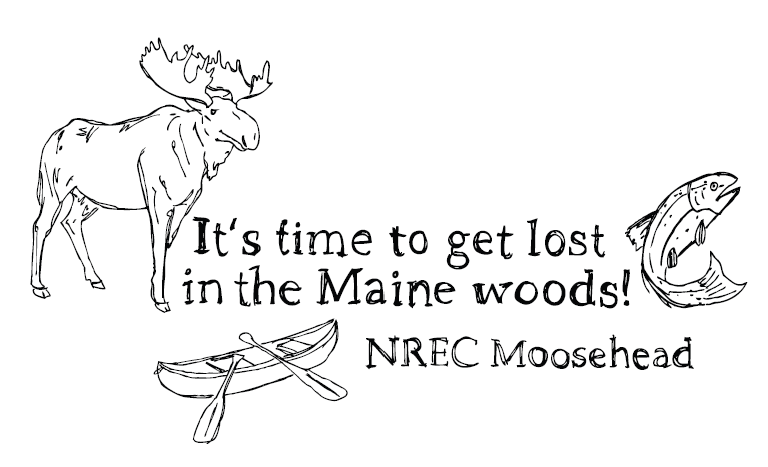 It's time to get lost
in the Maine woods!
NREC Moosehead